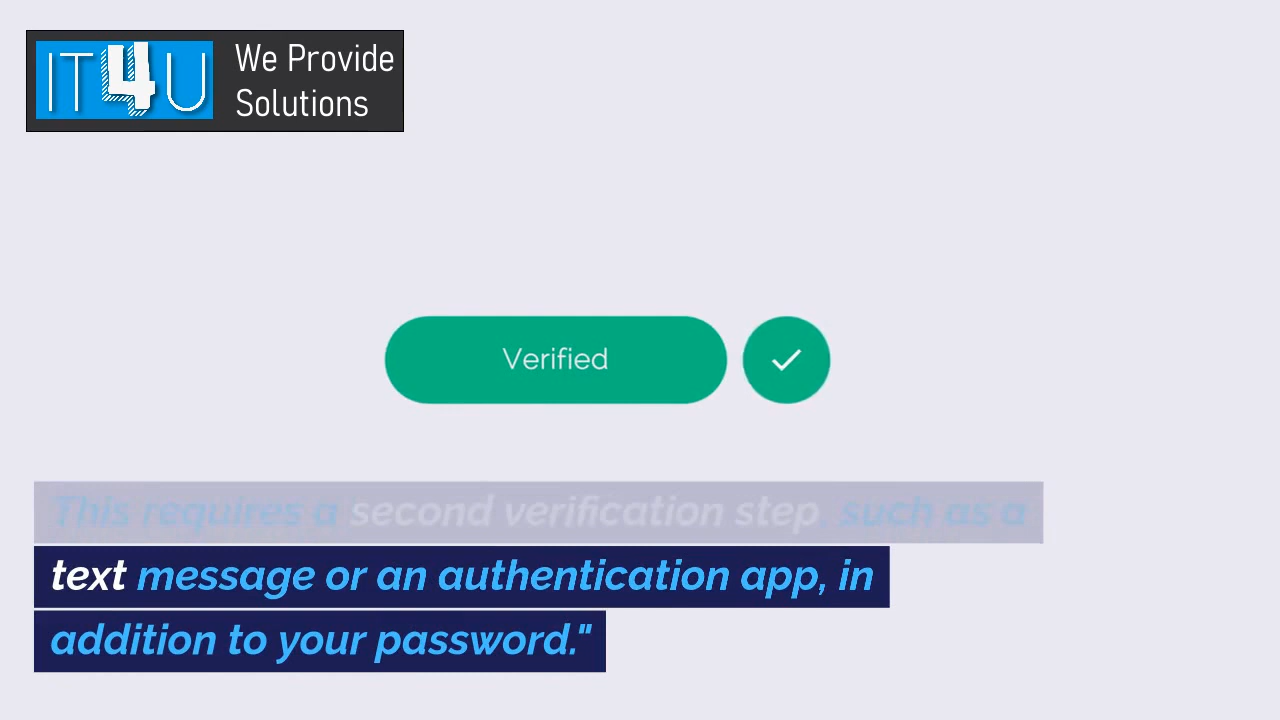 IT4U
We Provide
Solutions
Verified
This requires a second verification step, such as a
text message or an authentication app, in
addition to your password."